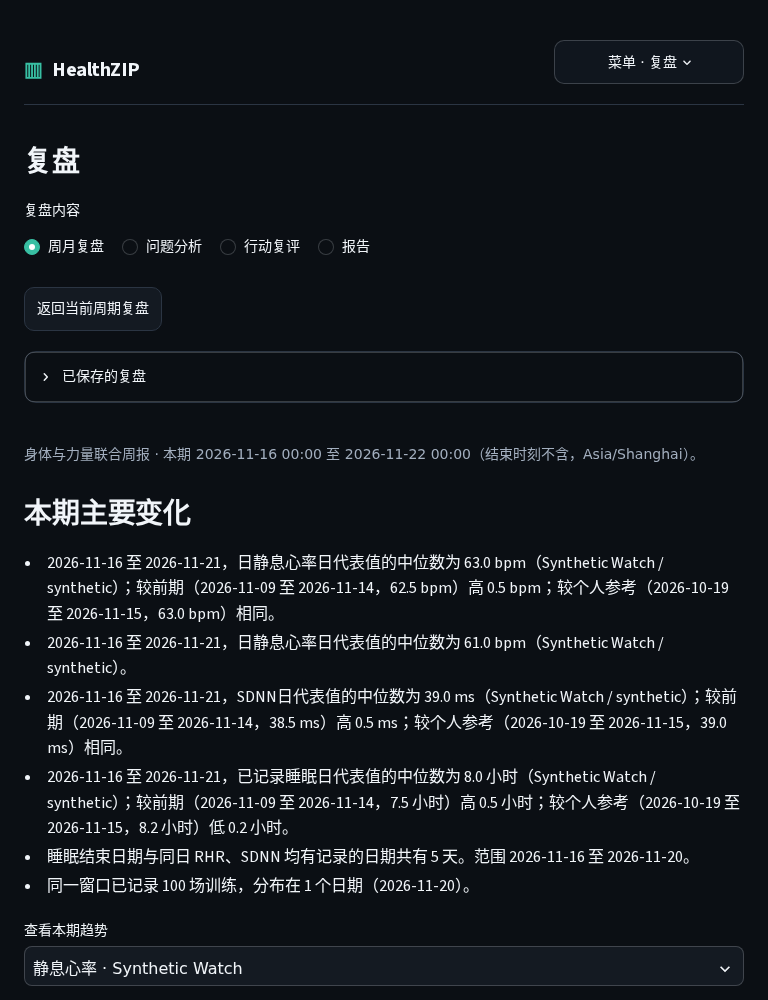 HealthZIP
菜单 · 复盘
复盘
复盘内容
周月复盘 问题分析 行动复评 报告
返回当前周期复盘
已保存的复盘
身体与力量联合周报 · 本期 2026-11-16 00:00 至 2026-11-22 00:00（结束时刻不含，Asia/Shanghai）。
本期主要变化
• 2026-11-16 至 2026-11-21，日静息心率日代表值的中位数为 63.0 bpm（Synthetic Watch /
synthetic）；较前期（2026-11-09 至 2026-11-14，62.5 bpm）高 0.5 bpm；较个人参考（2026-10-19
至 2026-11-15，63.0 bpm）相同。
• 2026-11-16 至 2026-11-21，日静息心率日代表值的中位数为 61.0 bpm（Synthetic Watch /
synthetic）。
• 2026-11-16 至 2026-11-21，SDNN日代表值的中位数为 39.0 ms（Synthetic Watch / synthetic）；较前
期（2026-11-09 至 2026-11-14，38.5 ms）高 0.5 ms；较个人参考（2026-10-19 至 2026-11-15，39.0
ms）相同。
• 2026-11-16 至 2026-11-21，已记录睡眠日代表值的中位数为 8.0 小时（Synthetic Watch /
synthetic）；较前期（2026-11-09 至 2026-11-14，7.5 小时）高 0.5 小时；较个人参考（2026-10-19 至
2026-11-15，8.2 小时）低 0.2 小时。
• 睡眠结束日期与同日 RHR、SDNN 均有记录的日期共有 5 天。范围 2026-11-16 至 2026-11-20。
• 同一窗口已记录 100 场训练，分布在 1 个日期（2026-11-20）。
查看本期趋势
静息心率 · Synthetic Watch